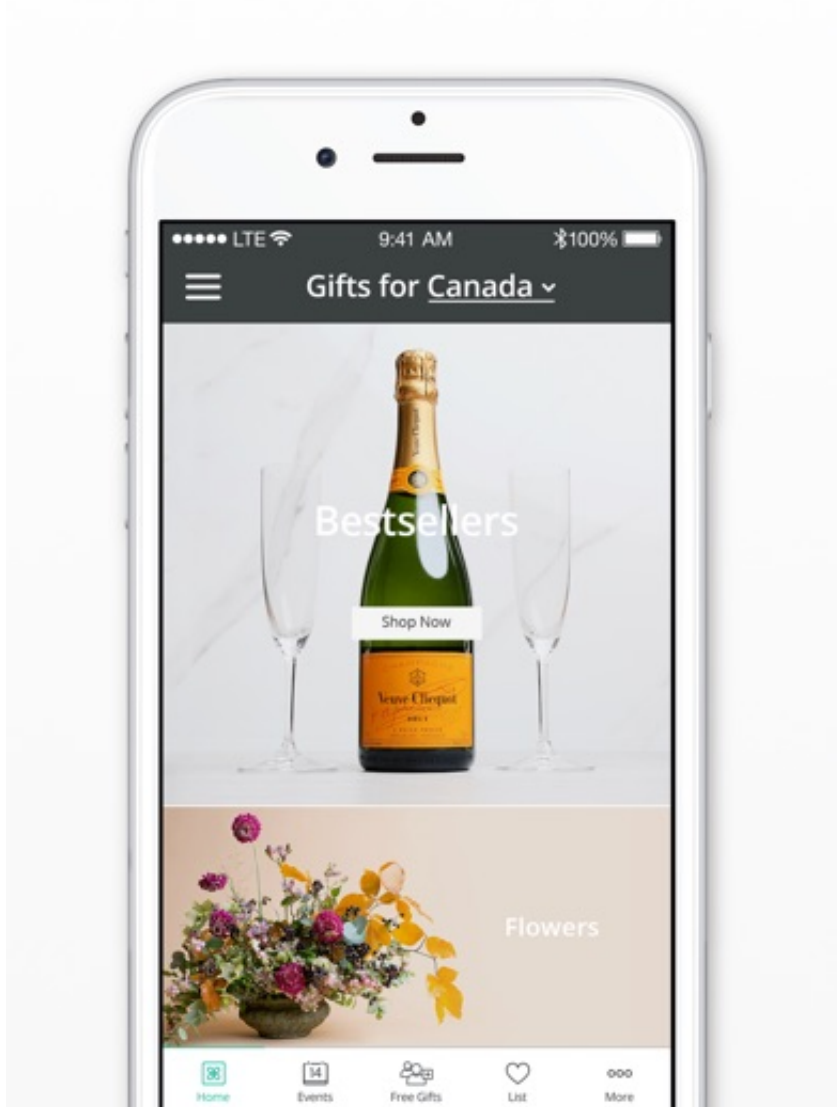 LTE 9:41 AM 100%
Gifts for Canada
Bestsellers
Shop Now
Veuve Clicquot
BRUT
Flowers
14
Home Events Free Gifts List More